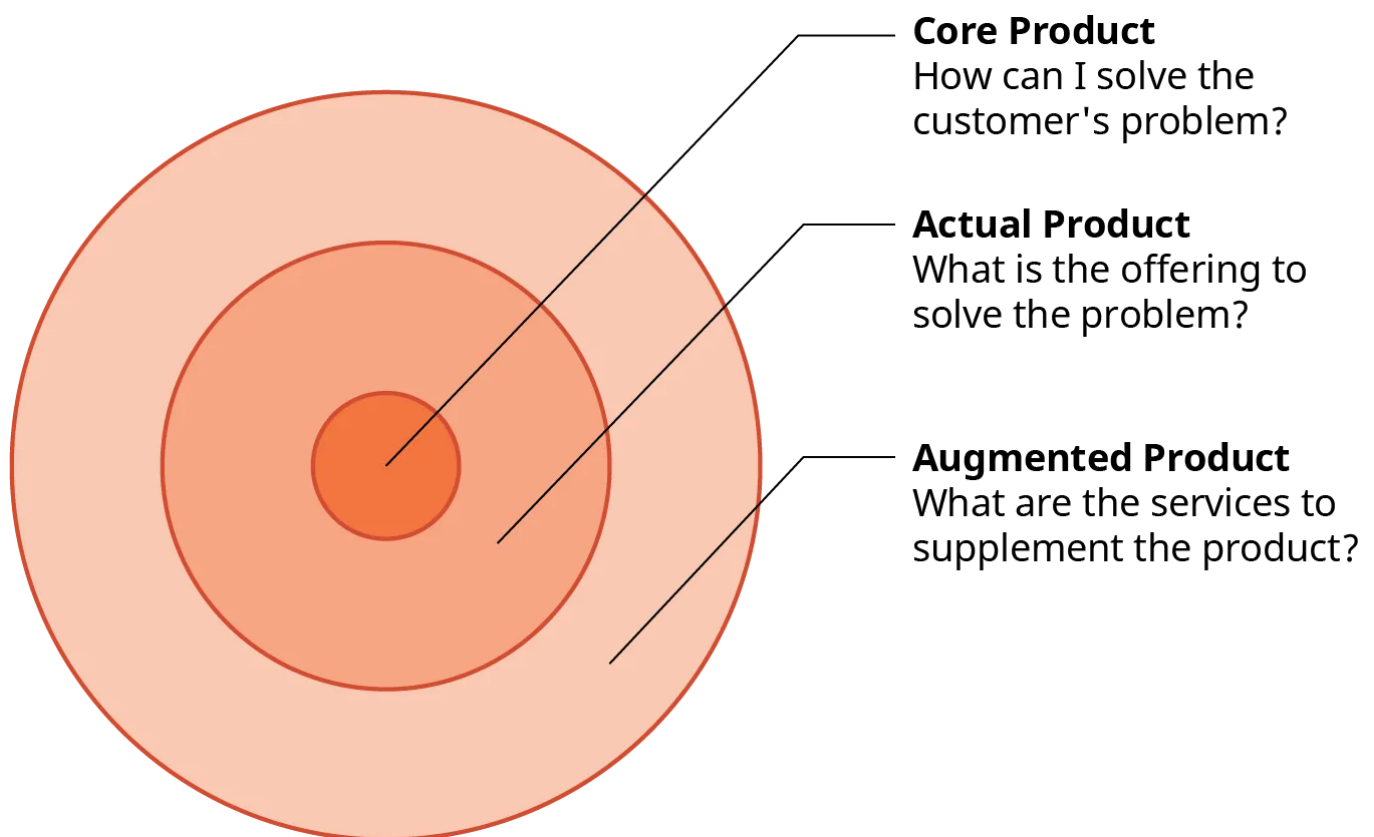 Core Product
How can I solve the
customer's problem?
Actual Product
What is the offering to
solve the problem?
Augmented Product
What are the services to
supplement the product?